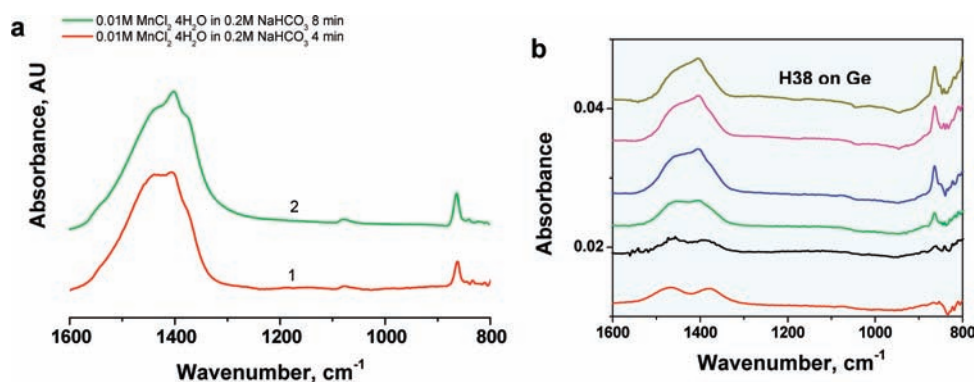 a
0.01M MnCl₂ 4H₂O in 0.2M NaHCO₃ 8 min
0.01M MnCl₂ 4H₂O in 0.2M NaHCO₃ 4 min
Absorbance, AU
2
1
1600 1400 1200 1000 800
Wavenumber, cm⁻¹
b
H38 on Ge
Absorbance
0.04
0.02
1600 1400 1200 1000 800
Wavenumber, cm⁻¹